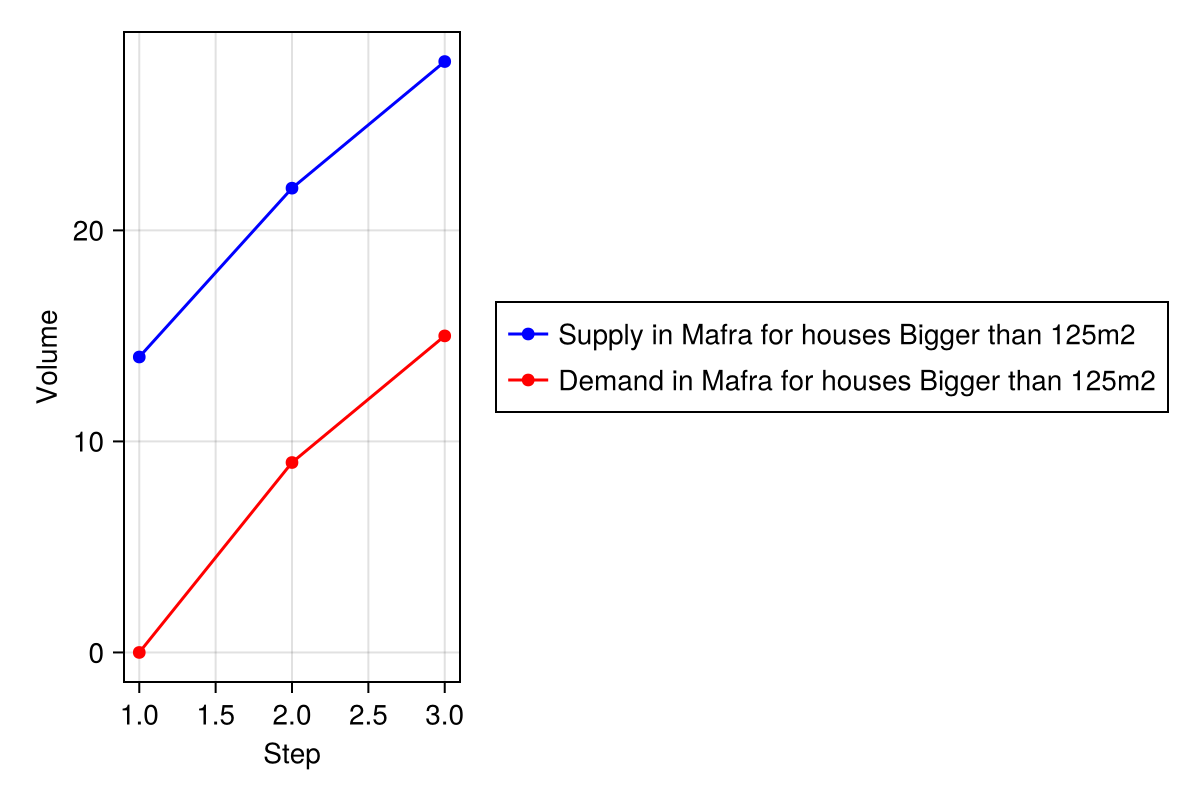 Volume
20
10
0
1.0 1.5 2.0 2.5 3.0
Step
Supply in Mafra for houses Bigger than 125m2
Demand in Mafra for houses Bigger than 125m2